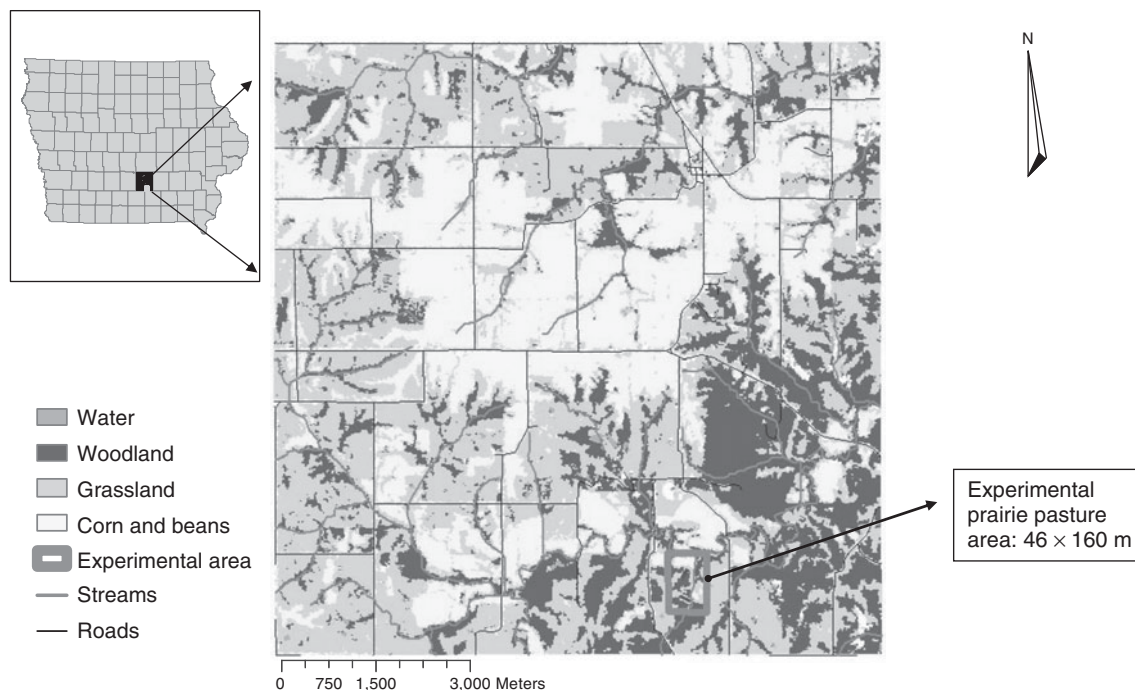 N
Water
Woodland
Grassland
Corn and beans
Experimental area
Streams
Roads
Experimental
prairie pasture
area: 46 × 160 m
0 750 1,500 3,000 Meters